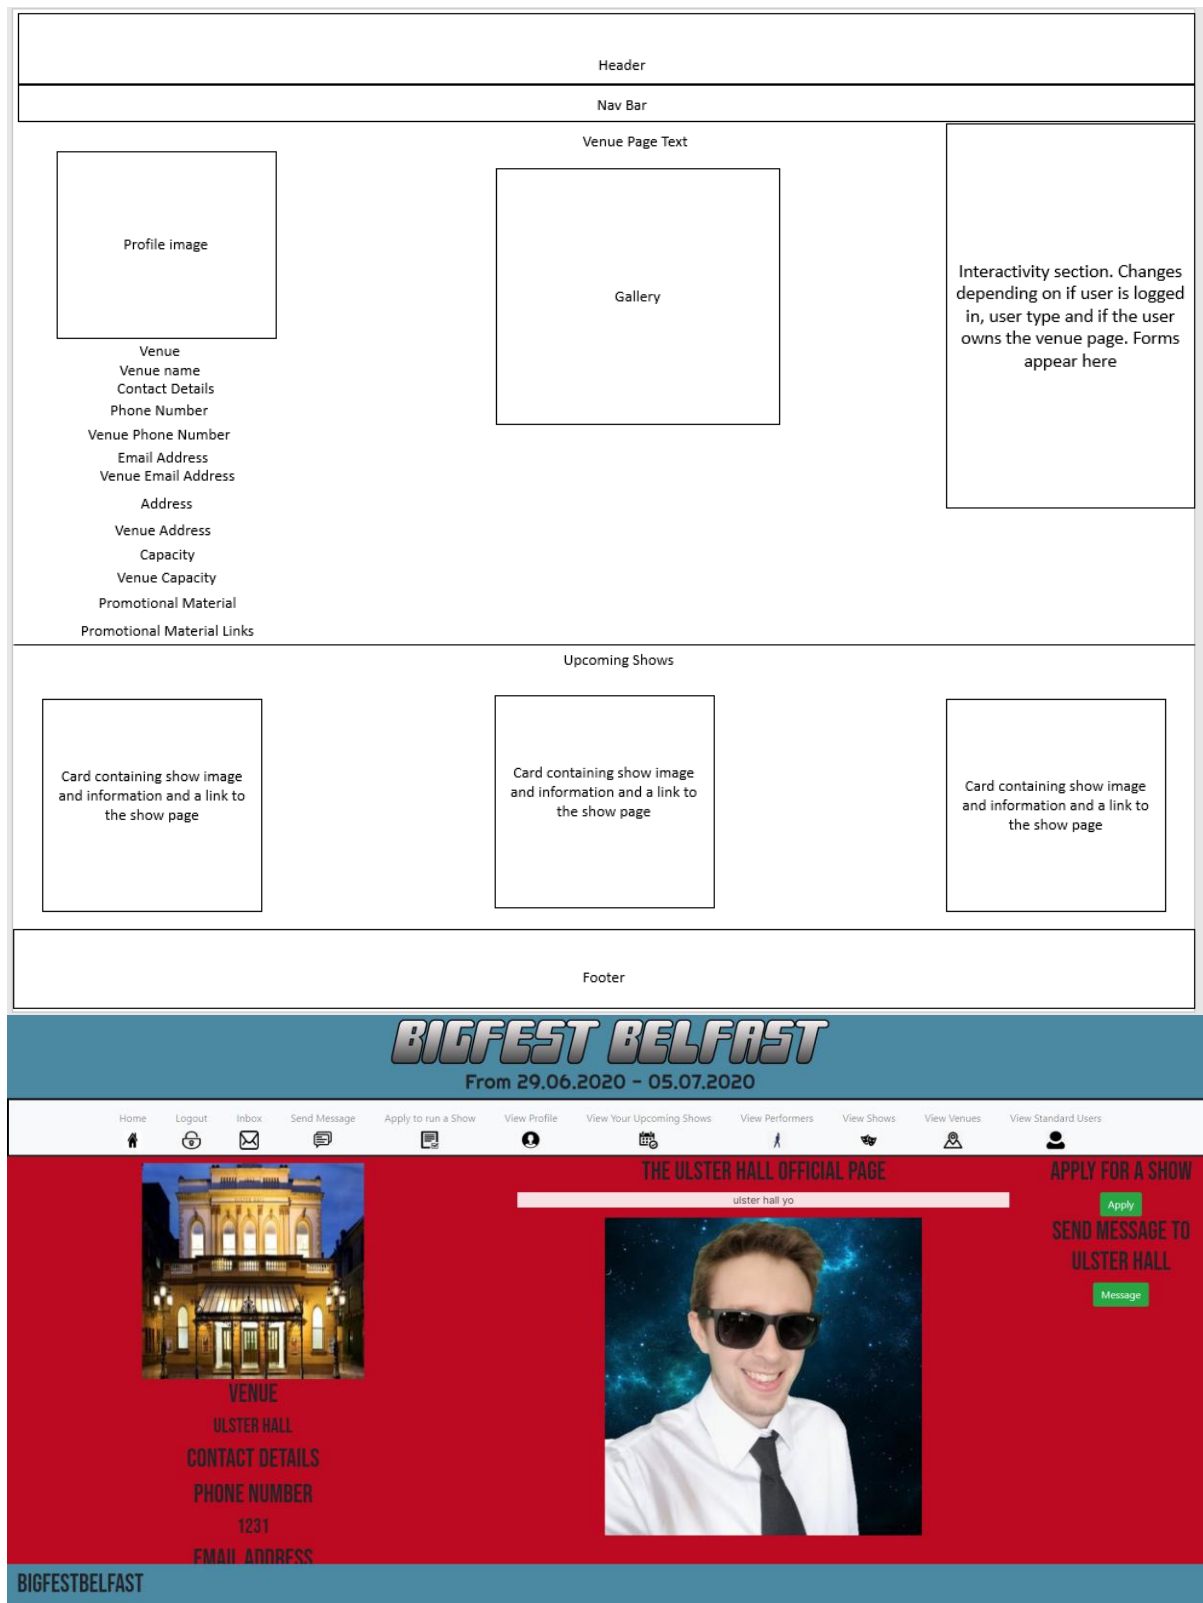 Header
Nav Bar
Venue Page Text
Profile image
Gallery
Interactivity section. Changes
depending on if user is logged
in, user type and if the user
owns the venue page. Forms
appear here
Venue
Venue name
Contact Details
Phone Number
Venue Phone Number
Email Address
Venue Email Address
Address
Venue Address
Capacity
Venue Capacity
Promotional Material
Promotional Material Links
Upcoming Shows
Card containing show image
and information and a link to
the show page
Card containing show image
and information and a link to
the show page
Card containing show image
and information and a link to
the show page
Footer
BIGFEST BELFAST
From 29.06.2020 - 05.07.2020
Home Logout Inbox Send Message Apply to run a Show View Profile View Your Upcoming Shows View Performers View Shows View Venues View Standard Users
THE ULSTER HALL OFFICIAL PAGE
ulster hall yo
APPLY FOR A SHOW
Apply
SEND MESSAGE TO
ULSTER HALL
Message
VENUE
ULSTER HALL
CONTACT DETAILS
PHONE NUMBER
1231
EMAIL ADDRESS
BIGFESTBELFAST